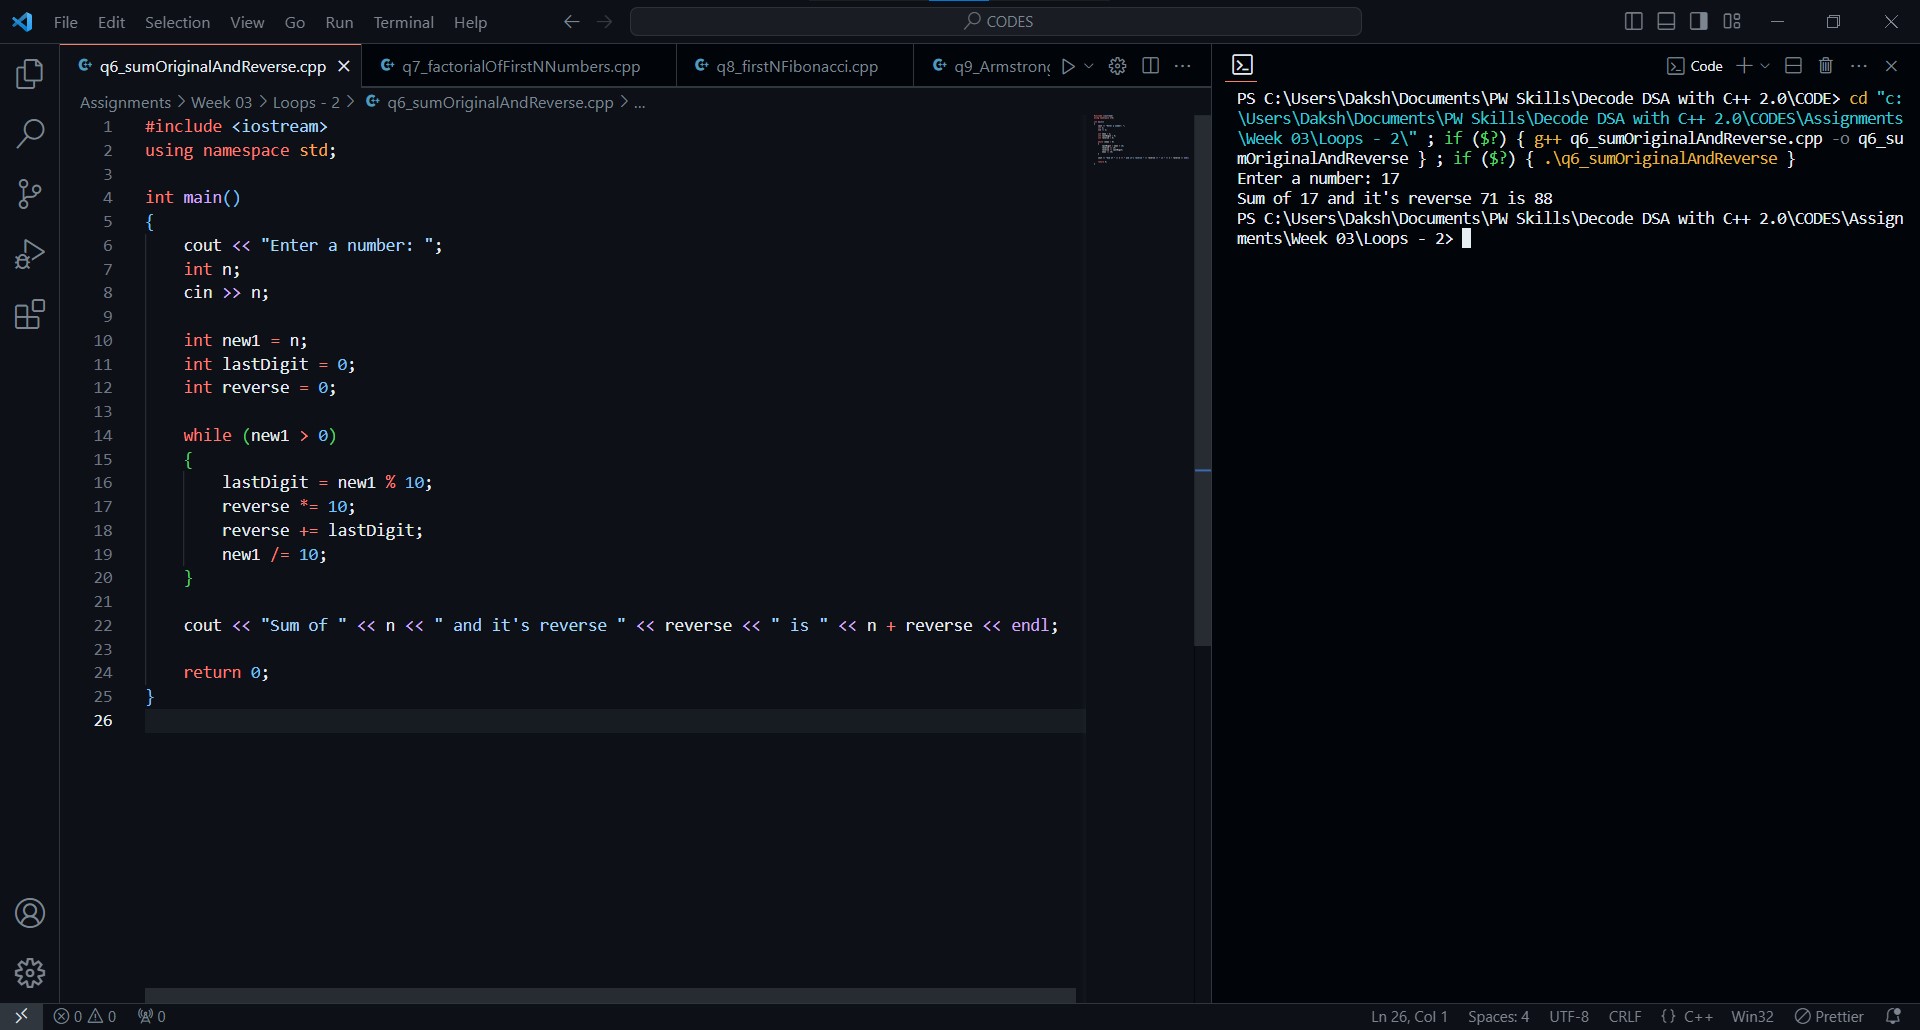 File Edit Selection View Go Run Terminal Help CODES
q6_sumOriginalAndReverse.cpp q7_factorialOfFirstNNumbers.cpp q8_firstNFibonacci.cpp q9_Armstrong
Assignments > Week 03 > Loops - 2 > q6_sumOriginalAndReverse.cpp > ...
1 #include <iostream>
2 using namespace std;
3
4 int main()
5 {
6 cout << "Enter a number: ";
7 int n;
8 cin >> n;
9
10 int new1 = n;
11 int lastDigit = 0;
12 int reverse = 0;
13
14 while (new1 > 0)
15 {
16 lastDigit = new1 % 10;
17 reverse *= 10;
18 reverse += lastDigit;
19 new1 /= 10;
20 }
21
22 cout << "Sum of " << n << " and it's reverse " << reverse << " is " << n + reverse << endl;
23
24 return 0;
25 }
26
Code
PS C:\Users\Daksh\Documents\PW Skills\Decode DSA with C++ 2.0\CODE> cd "c:
\Users\Daksh\Documents\PW Skills\Decode DSA with C++ 2.0\CODES\Assignments
\Week 03\Loops - 2\" ; if ($?) { g++ q6_sumOriginalAndReverse.cpp -o q6_su
mOriginalAndReverse } ; if ($?) { .\q6_sumOriginalAndReverse }
Enter a number: 17
Sum of 17 and it's reverse 71 is 88
PS C:\Users\Daksh\Documents\PW Skills\Decode DSA with C++ 2.0\CODES\Assign
ments\Week 03\Loops - 2>
0 0 0 Ln 26, Col 1 Spaces: 4 UTF-8 CRLF {} C++ Win32 Prettier